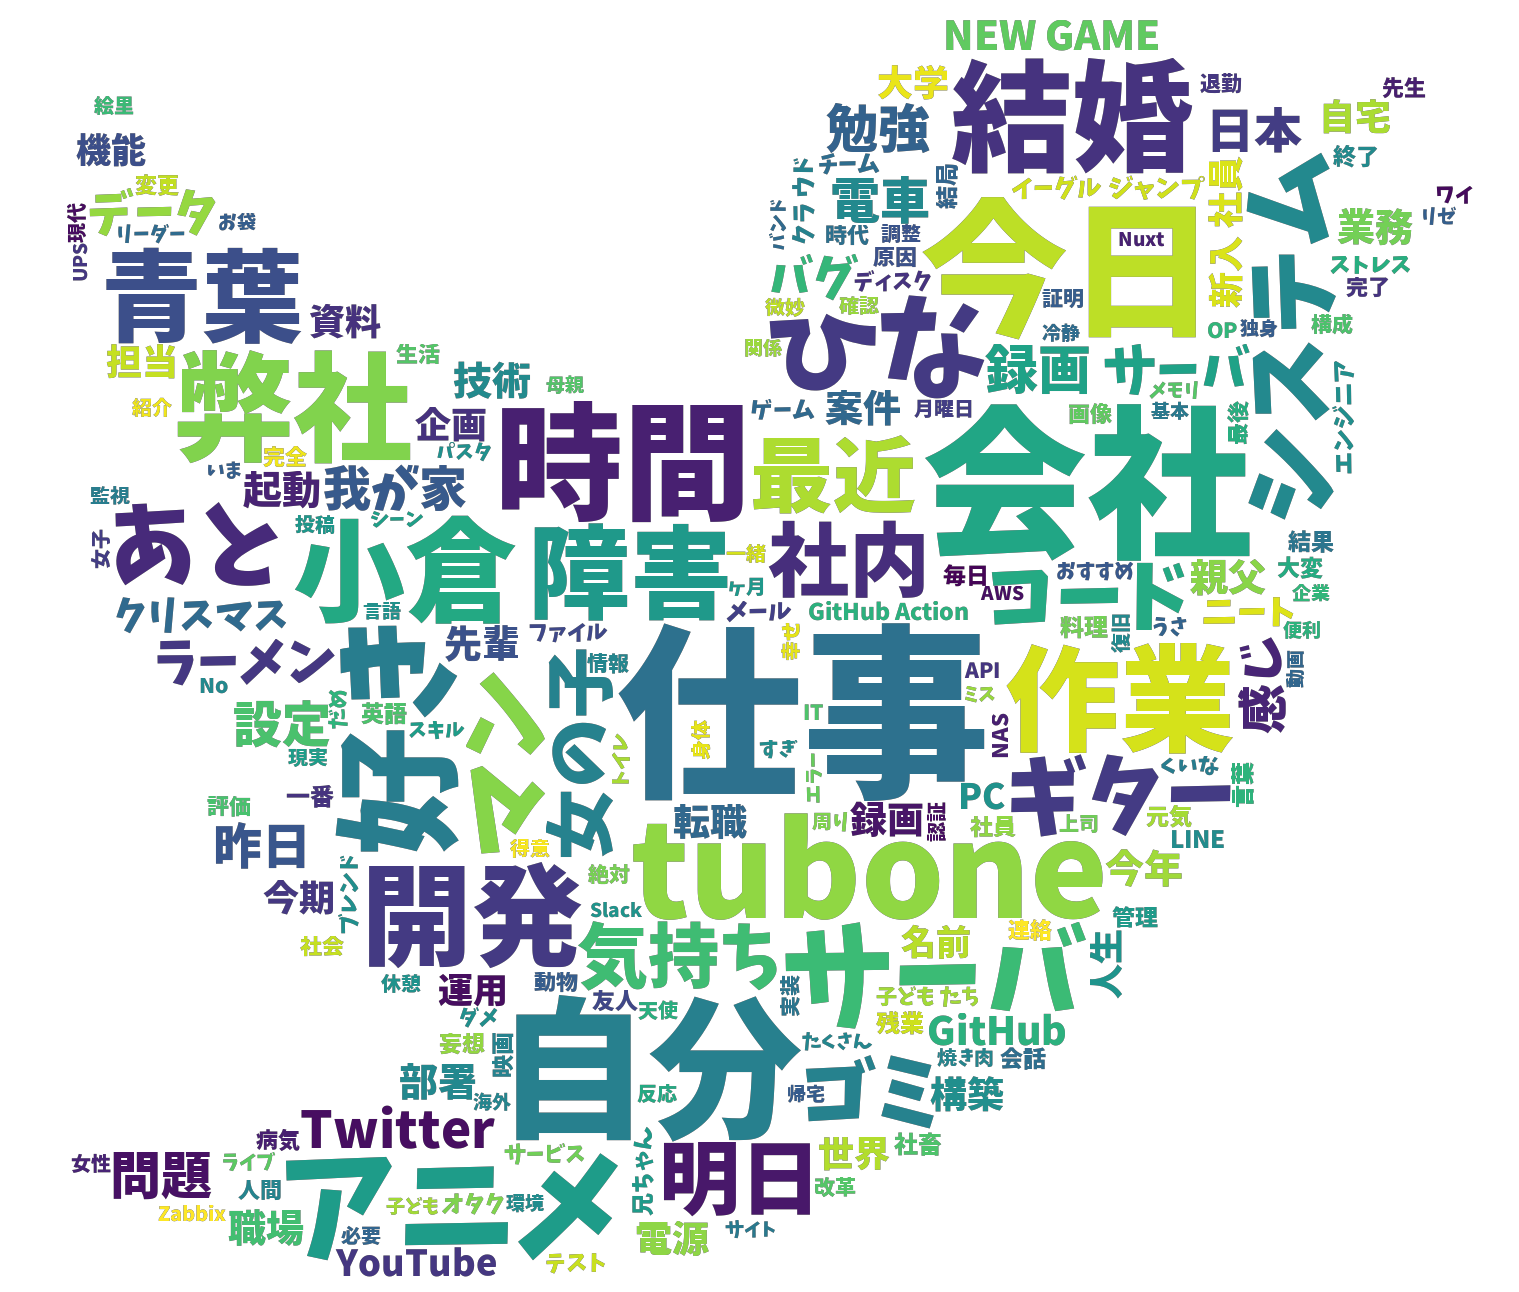 NEW GAME
結婚
大学
退勤
先生
絵里
勉強
日本
自宅
機能
チーム
終了
変更
電車
結局
イーグル ジャンプ
新入 社員
システム
ワイ
データ
クラウド
バンド
リゼ
現代
UPS
リーダー
お袋
時代
調整
今日
Nuxt
業務
青葉
原因
バグ
ディスク
ストレス
完了
微妙
確認
証明
資料
ひな
冷静
OP
独身
構成
担当
弊社
生活
関係
録画 サーバ
エンジニア
技術
母親
メモリ
紹介
企画
時間
ゲーム
案件
月曜日
画像
基本
最後
パスタ
最近
会社
いま
完全
起動
我が家
監視
あと
投稿
シーン
小倉
障害
社内
女子
一緒
結果
毎日
おすすめ
親父
大変
ケ月
AWS
コード
企業
クリスマス
言語
メール
GitHub Action
ハート
料理
復旧
うさ
便利
ラーメン
好き
先輩
ファイル
幸せ
仕事
女の子
情報
API
作業
感じ
動画
No
マンン
ミス
設定
だめ
英語
IT
NAS
スキル
身体
すぎ
現実
トイレ
エラー
ギター
くいな
言葉
一番
PC
評価
転職
周り
録画
認証
社員
上司
元気
昨日
LINE
得意
tubone
今年
開発
絶対
今期
ブレンド
Slack
管理
社会
気持ち
サーバ
名前
連絡
人生
休憩
運用
動物
友人
実装
子ども たち
天使
ダメ
自分
残業
GitHub
妄想
映画
たくさん
焼き肉
会話
部署
海外
反応
帰宅
ゴミ
構築
Twitter
病気
兄ちゃん
サービス
世界
社畜
女性
問題
ライブ
アニメ
明日
人間
子ども
オタク
環境
改革
Zabbix
職場
必要
電源
サイト
YouTube
テスト